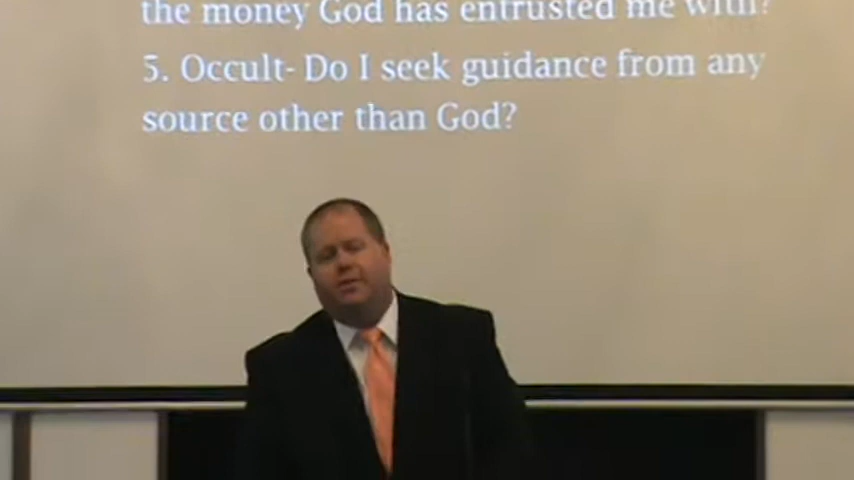 the money God has entrusted me with?
5. Occult- Do I seek guidance from any
source other than God?